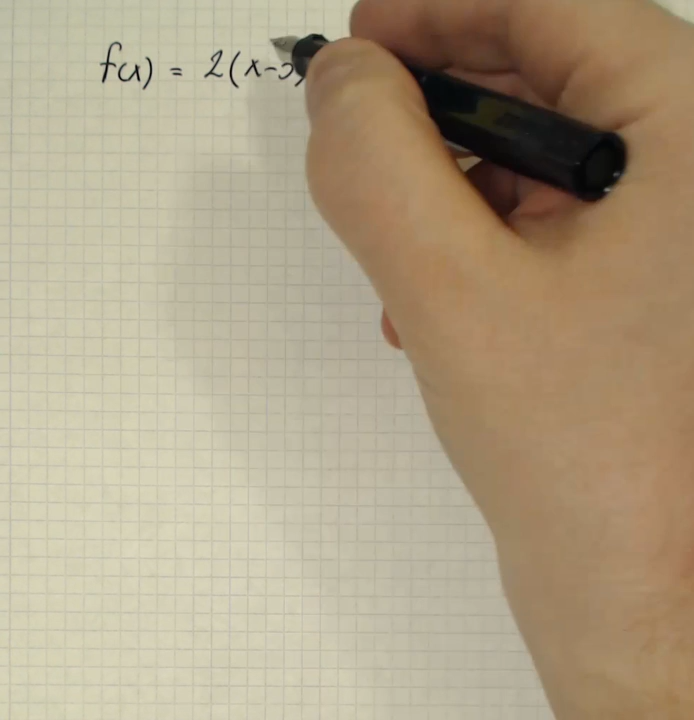 f(x) = 2(x-